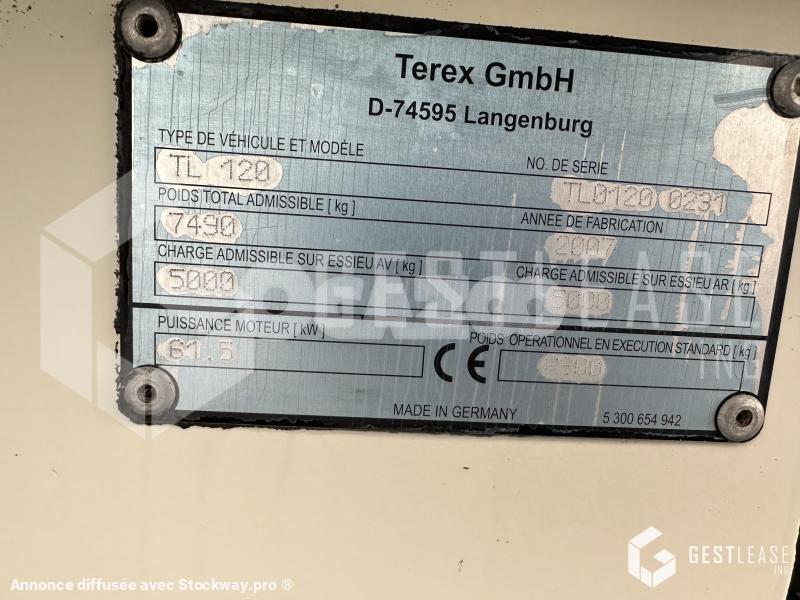 Terex GmbH
D-74595 Langenburg
TYPE DE VÉHICULE ET MODÈLE
NO. DE SÉRIE
TL 120
TL0120 0231
POIDS TOTAL ADMISSIBLE [ kg ]
ANNEE DE FABRICATION
7490
2007
CHARGE ADMISSIBLE SUR ESSIEU AV [ kg ]
CHARGE ADMISSIBLE SUR ESSIEU AR [ kg ]
5000
5000
PUISSANCE MOTEUR [ kW ]
POIDS OPERATIONNEL EN EXECUTION STANDARD [ kg ]
61.5
CE
MADE IN GERMANY
5 300 654 942
GESTLEASE
INC
GESTLEASE
INC
Annonce diffusée avec Stockway.pro ®